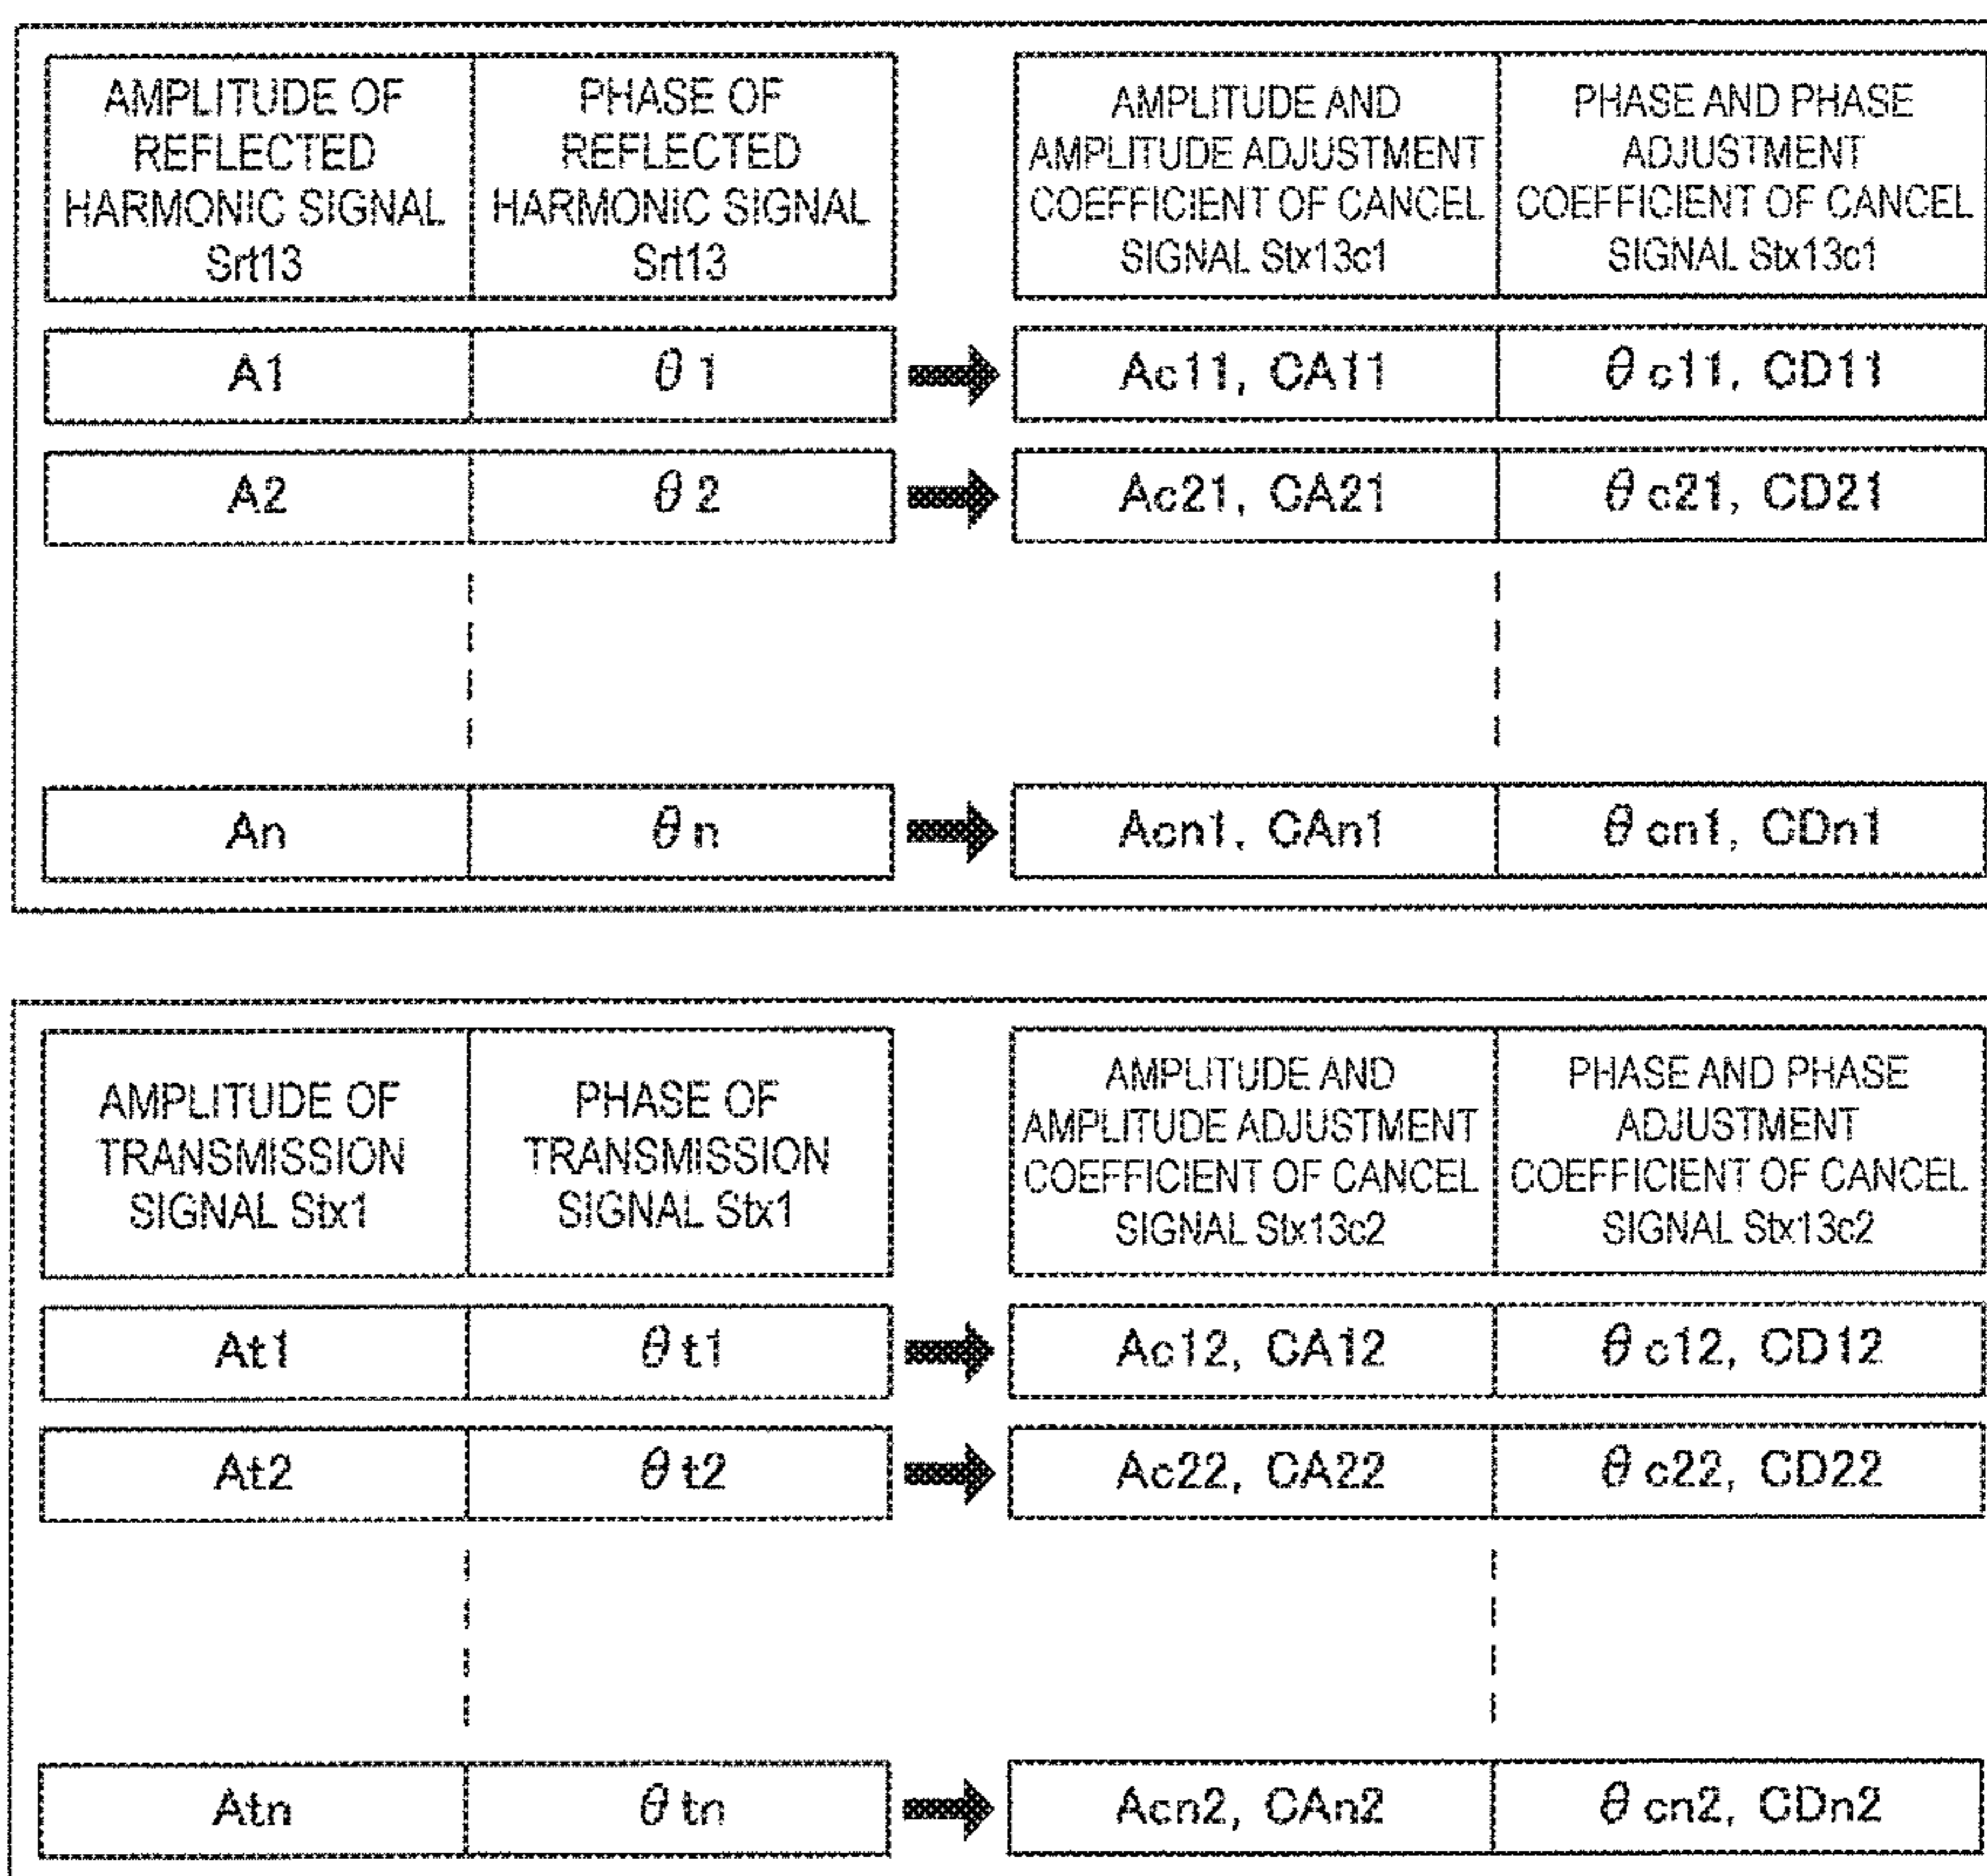 AMPLITUDE OF
REFLECTED
HARMONIC SIGNAL
Srt13
PHASE OF
REFLECTED
HARMONIC SIGNAL
Srt13
AMPLITUDE AND
AMPLITUDE ADJUSTMENT
COEFFICIENT OF CANCEL
SIGNAL Stx13c1
PHASE AND PHASE
ADJUSTMENT
COEFFICIENT OF CANCEL
SIGNAL Stx13c1
A1 θ1 Ac11, CA11 θc11, CD11
A2 θ2 Ac21, CA21 θc21, CD21
An θn Acn1, CAn1 θcn1, CDn1
AMPLITUDE OF
TRANSMISSION
SIGNAL Stx1
PHASE OF
TRANSMISSION
SIGNAL Stx1
AMPLITUDE AND
AMPLITUDE ADJUSTMENT
COEFFICIENT OF CANCEL
SIGNAL Stx13c2
PHASE AND PHASE
ADJUSTMENT
COEFFICIENT OF CANCEL
SIGNAL Stx13c2
At1 θt1 Ac12, CA12 θc12, CD12
At2 θt2 Ac22, CA22 θc22, CD22
Atn θtn Acn2, CAn2 θcn2, CDn2